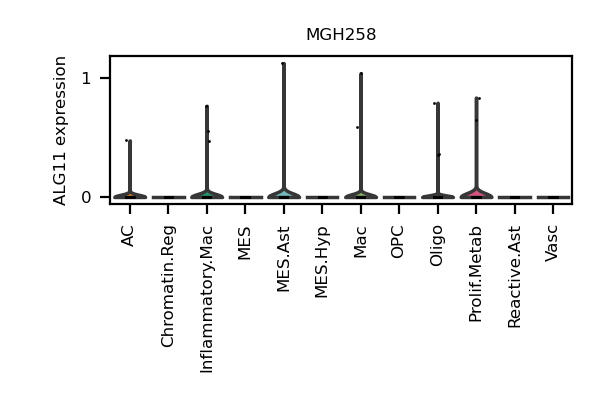 MGH258
ALG11 expression
1
0
AC
Chromatin.Reg
Inflammatory.Mac
MES
MES.Ast
MES.Hyp
Mac
OPC
Oligo
Prolif.Metab
Reactive.Ast
Vasc